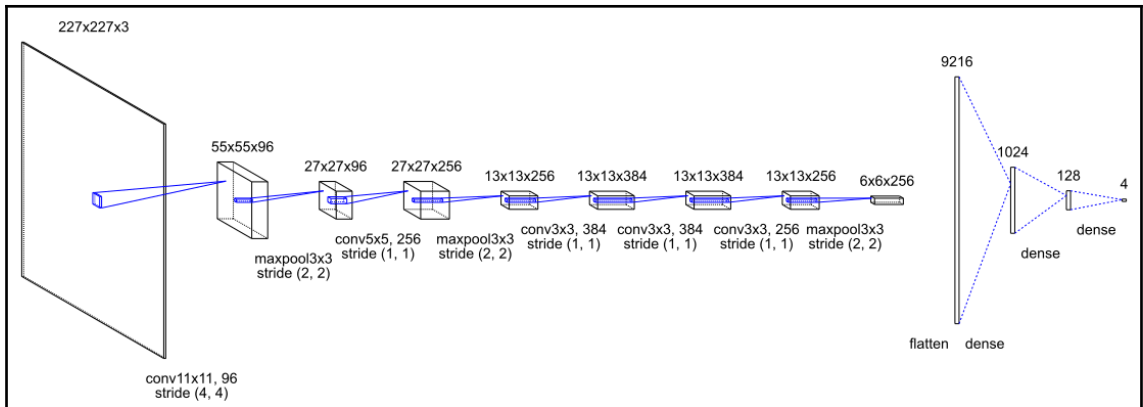 227x227x3
conv11x11, 96
stride (4, 4)
55x55x96
maxpool3x3
stride (2, 2)
27x27x96
conv5x5, 256
stride (1, 1)
27x27x256
maxpool3x3
stride (2, 2)
13x13x256
conv3x3, 384
stride (1, 1)
13x13x384
conv3x3, 384
stride (1, 1)
13x13x384
conv3x3, 256
stride (1, 1)
13x13x256
maxpool3x3
stride (2, 2)
6x6x256
flatten
9216
dense
1024
dense
128
dense
4